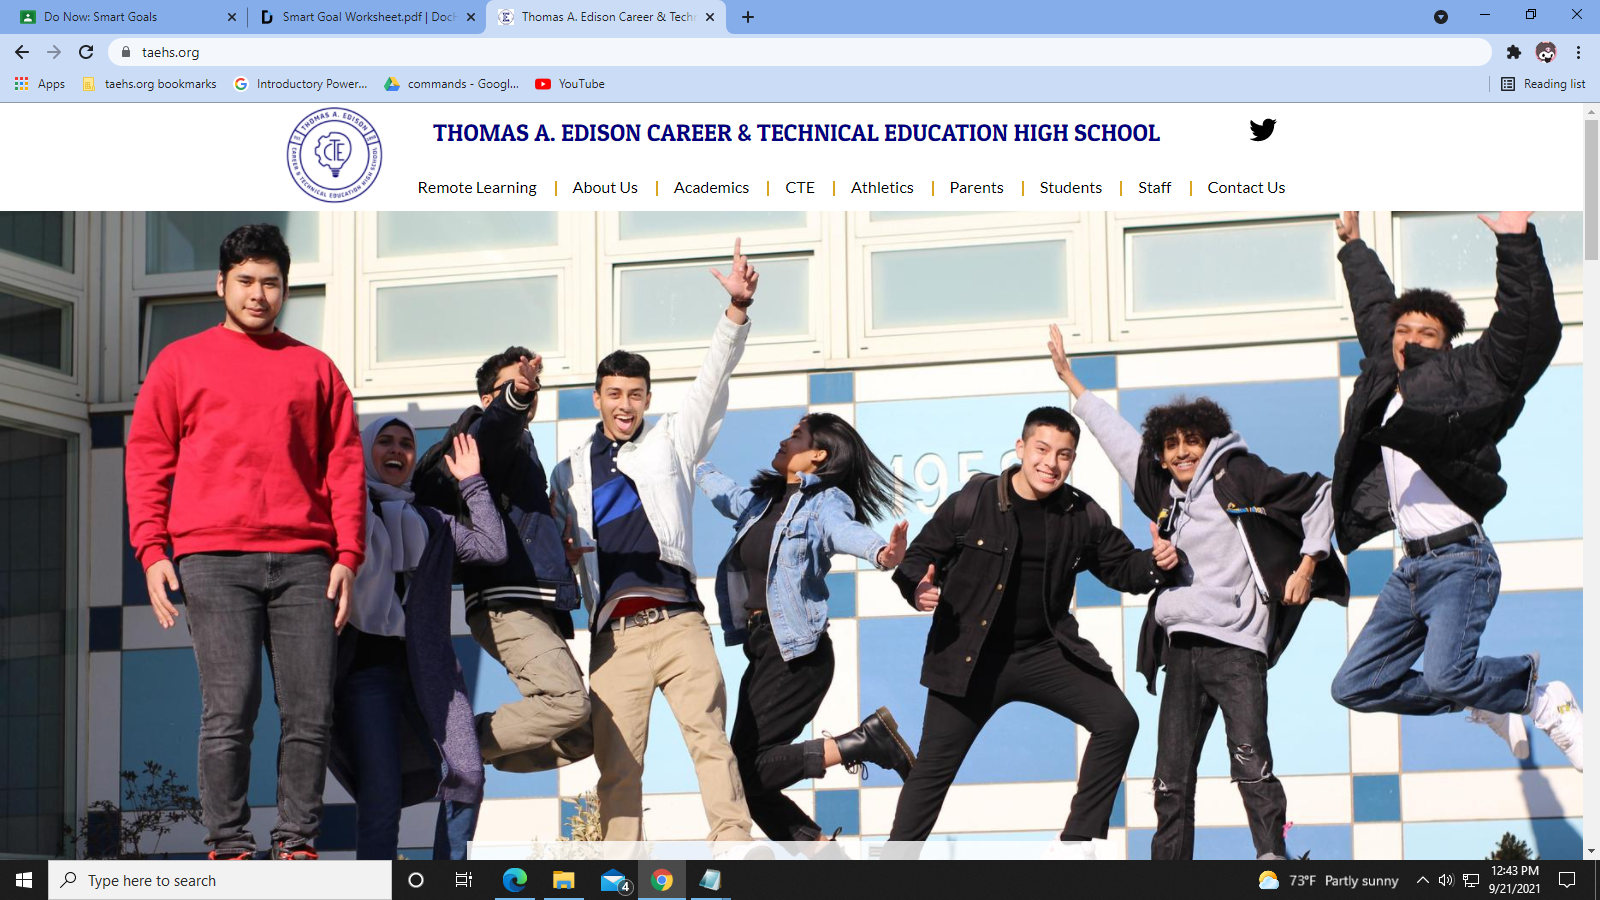 Do Now: Smart Goals
Smart Goal Worksheet.pdf | Doch
Thomas A. Edison Career & Techn
taehs.org
Apps
taehs.org bookmarks
Introductory Power...
commands - Googl...
YouTube
Reading list
THOMAS A. EDISON
CAREER & TECHNICAL EDUCATION HIGH SCHOOL
CTE
THOMAS A. EDISON CAREER & TECHNICAL EDUCATION HIGH SCHOOL
Remote Learning | About Us | Academics | CTE | Athletics | Parents | Students | Staff | Contact Us
Type here to search
4
73°F Partly sunny
12:43 PM
9/21/2021